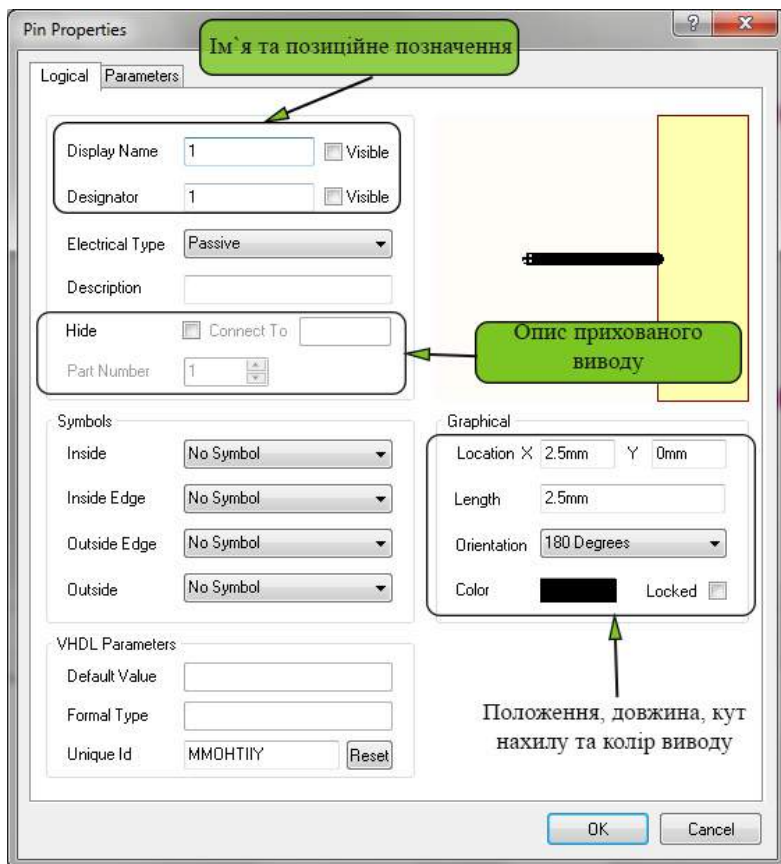 Pin Properties
Ім`я та позиційне позначення
Logical Parameters
Display Name 1 Visible
Designator 1 Visible
Electrical Type Passive
Description
Hide Connect To
Part Number 1
Опис прихованого
виводу
Symbols
Inside No Symbol
Inside Edge No Symbol
Outside Edge No Symbol
Outside No Symbol
Graphical
Location X 2.5mm Y 0mm
Length 2.5mm
Orientation 180 Degrees
Color Locked
VHDL Parameters
Default Value
Formal Type
Unique Id MMOHTIIY Reset
Положення, довжина, кут
нахилу та колір виводу
OK Cancel